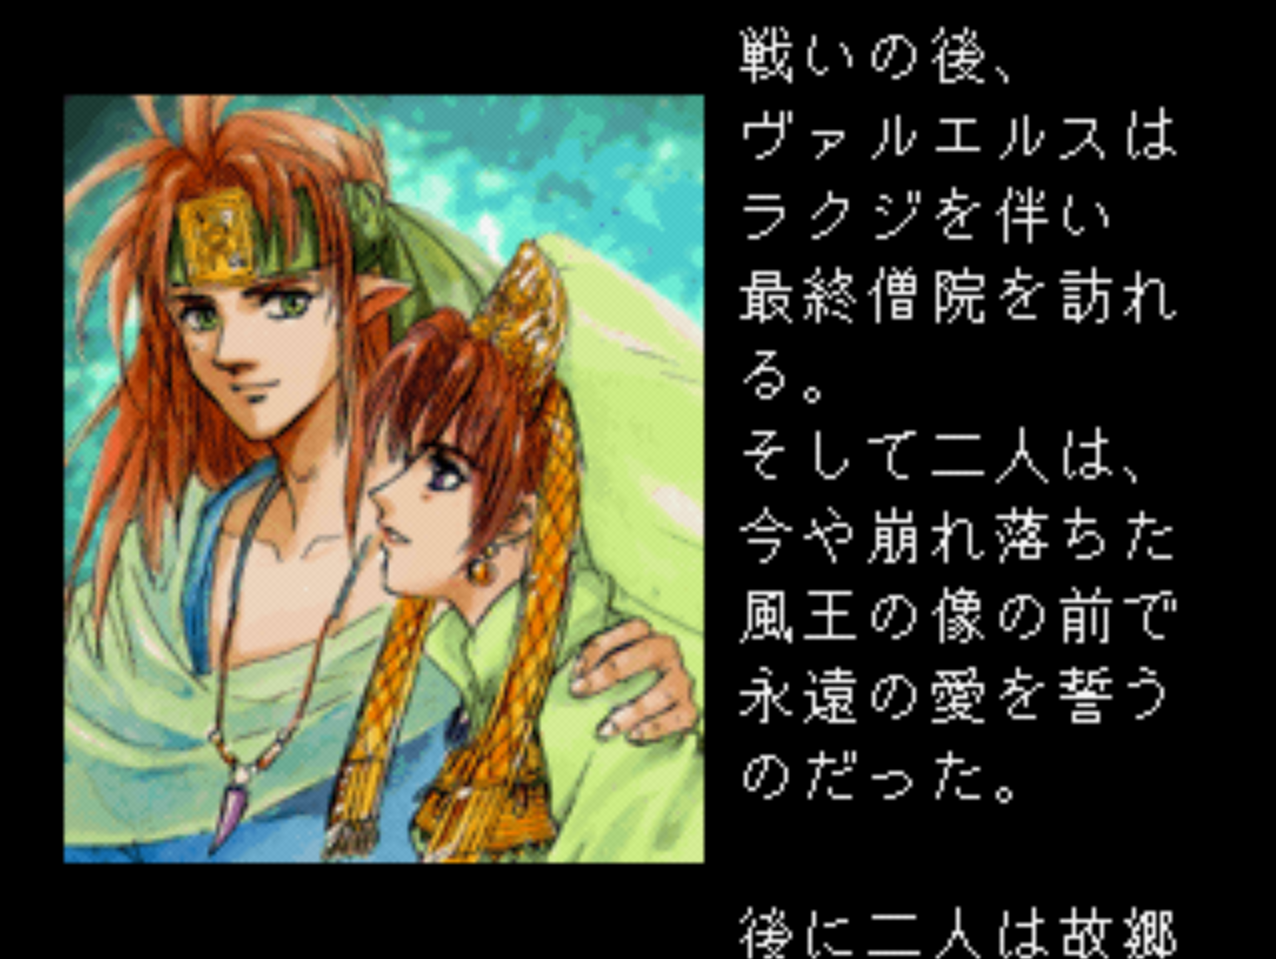 戦いの後、
ヴァルエルスは
ラクジを伴い
最終僧院を訪れ
る。
そして二人は、
今や崩れ落ちた
風王の像の前で
永遠の愛を誓う
のだった。
後に二人は故郷